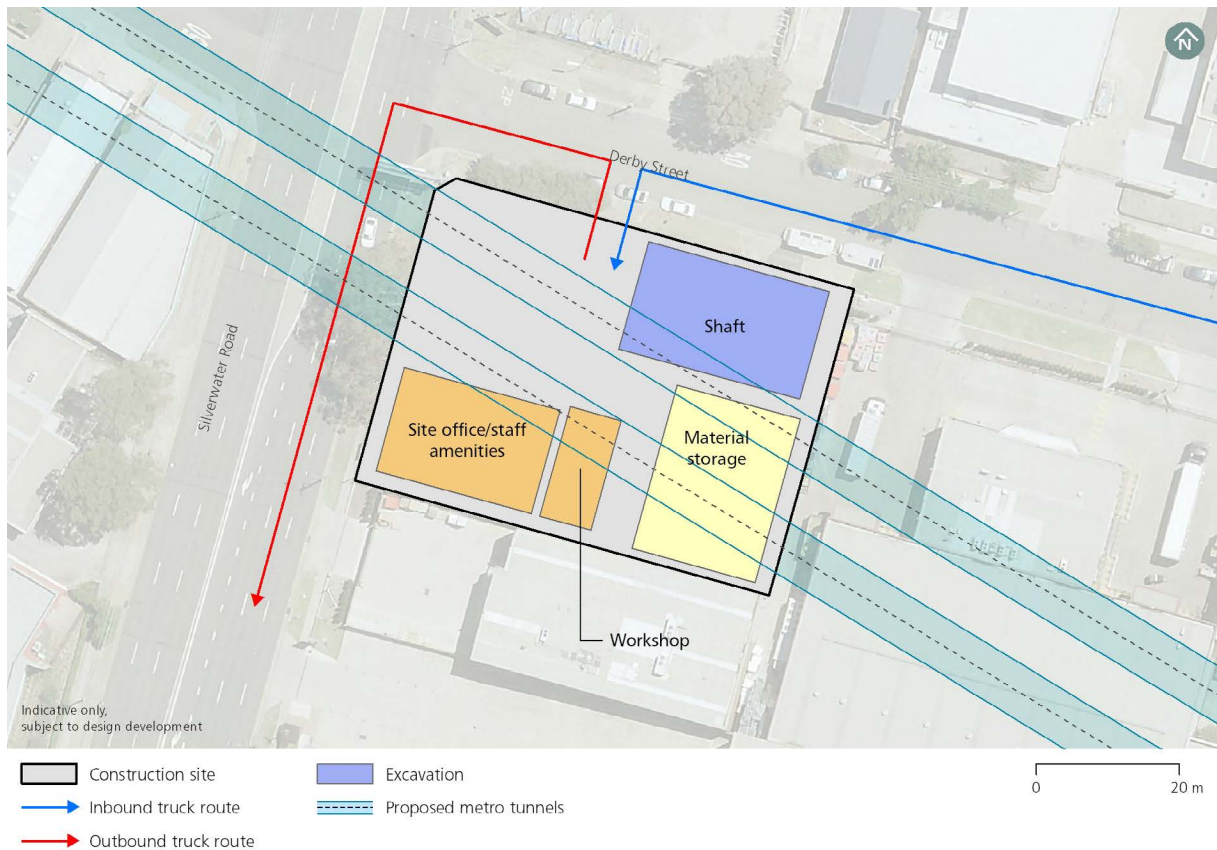 N
2P
Derby Street
Silverwater Road
Shaft
Site office/staff
amenities
Material
storage
Workshop
Indicative only,
subject to design development
Construction site
Inbound truck route
Outbound truck route
Excavation
Proposed metro tunnels
0
20 m